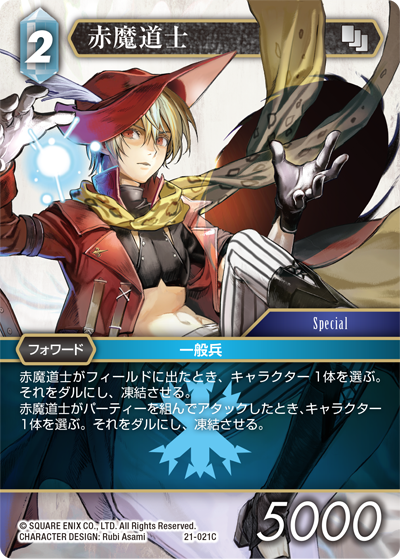 2
赤魔道士
Special
フォワード
一般兵
赤魔道士がフィールドに出たとき、キャラクター1体を選ぶ。
それをダルにし、凍結させる。
赤魔道士がパーティーを組んでアタックしたとき、キャラクター
1体を選ぶ。それをダルにし、凍結させる。
© SQUARE ENIX CO., LTD. All Rights Reserved.
CHARACTER DESIGN: Rubi Asami
21-021C
5000